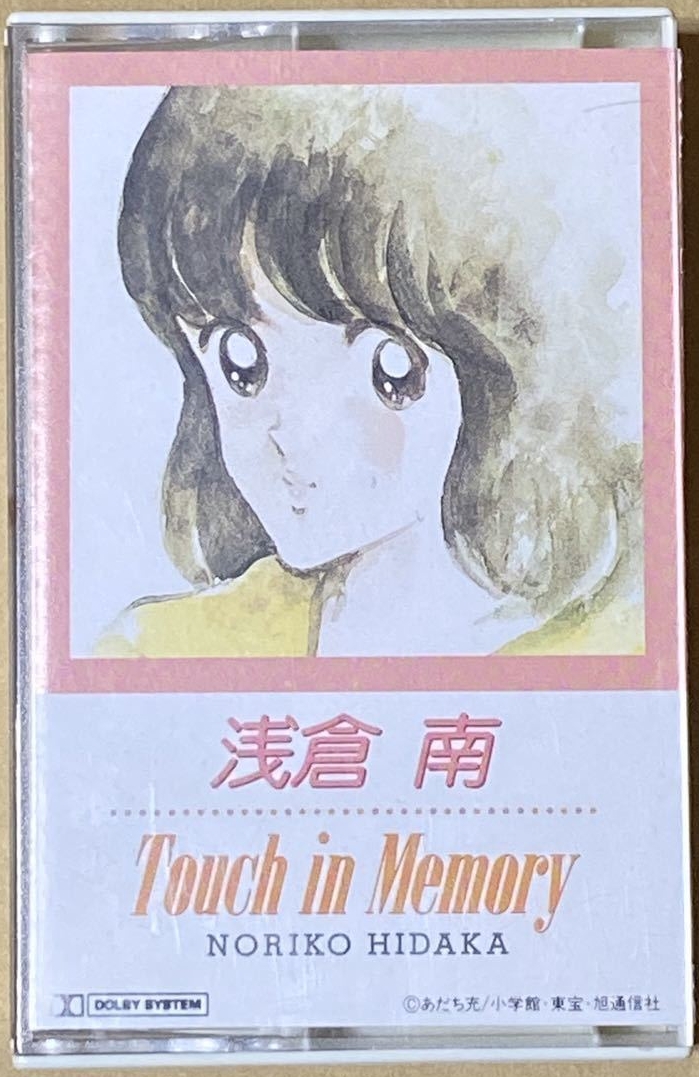 浅倉 南
Touch in Memory
NORIKO HIDAKA
DOLBY SYSTEM
©あだち充/小学館・東宝・旭通信社